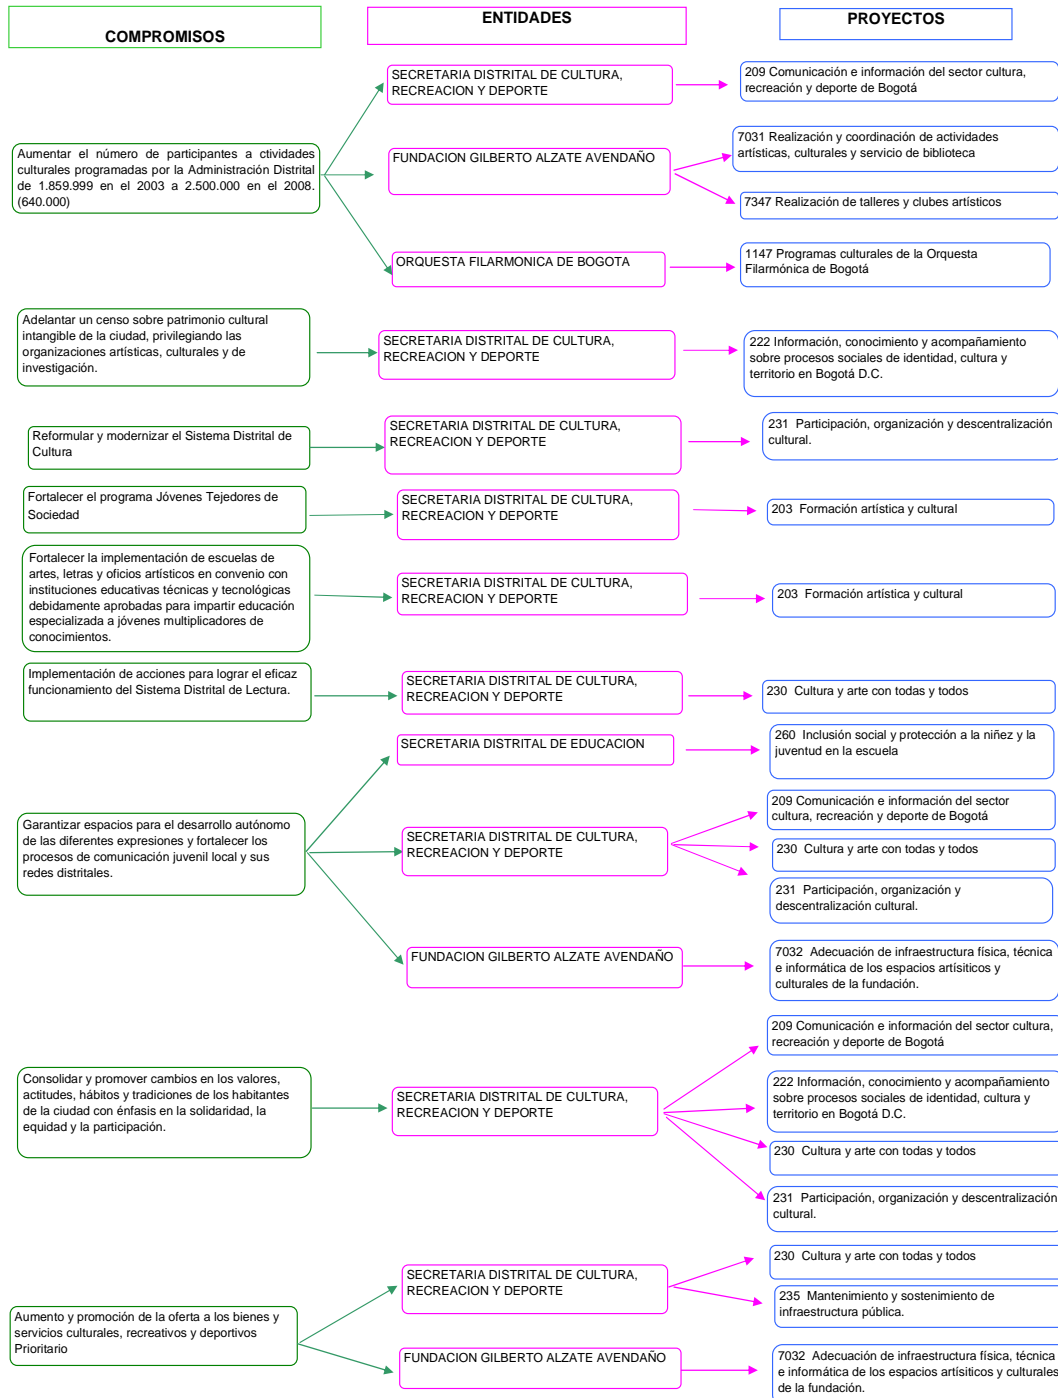 COMPROMISOS
ENTIDADES
PROYECTOS
Aumentar el número de participantes a ctividades
culturales programadas por la Administración Distrital
de 1.859.999 en el 2003 a 2.500.000 en el 2008.
(640.000)
SECRETARIA DISTRITAL DE CULTURA,
RECREACION Y DEPORTE
209 Comunicación e información del sector cultura,
recreación y deporte de Bogotá
FUNDACION GILBERTO ALZATE AVENDAÑO
7031 Realización y coordinación de actividades
artísticas, culturales y servicio de biblioteca
7347 Realización de talleres y clubes artísticos
ORQUESTA FILARMONICA DE BOGOTA
1147 Programas culturales de la Orquesta
Filarmónica de Bogotá
Adelantar un censo sobre patrimonio cultural
intangible de la ciudad, privilegiando las
organizaciones artísticas, culturales y de
investigación.
SECRETARIA DISTRITAL DE CULTURA,
RECREACION Y DEPORTE
222 Información, conocimiento y acompañamiento
sobre procesos sociales de identidad, cultura y
territorio en Bogotá D.C.
Reformular y modernizar el Sistema Distrital de
Cultura
SECRETARIA DISTRITAL DE CULTURA,
RECREACION Y DEPORTE
231  Participación, organización y descentralización
cultural.
Fortalecer el programa Jóvenes Tejedores de
Sociedad
SECRETARIA DISTRITAL DE CULTURA,
RECREACION Y DEPORTE
203  Formación artística y cultural
Fortalecer la implementación de escuelas de
artes, letras y oficios artísticos en convenio con
instituciones educativas técnicas y tecnológicas
debidamente aprobadas para impartir educación
especializada a jóvenes multiplicadores de
conocimientos.
SECRETARIA DISTRITAL DE CULTURA,
RECREACION Y DEPORTE
203  Formación artística y cultural
Implementación de acciones para lograr el eficaz
funcionamiento del Sistema Distrital de Lectura.
SECRETARIA DISTRITAL DE CULTURA,
RECREACION Y DEPORTE
230  Cultura y arte con todas y todos
Garantizar espacios para el desarrollo autónomo
de las diferentes expresiones y fortalecer los
procesos de comunicación juvenil local y sus
redes distritales.
SECRETARIA DISTRITAL DE EDUCACION
260  Inclusión social y protección a la niñez y la
juventud en la escuela
SECRETARIA DISTRITAL DE CULTURA,
RECREACION Y DEPORTE
209 Comunicación e información del sector
cultura, recreación y deporte de Bogotá
230  Cultura y arte con todas y todos
231  Participación, organización y
descentralización cultural.
FUNDACION GILBERTO ALZATE AVENDAÑO
7032  Adecuación de infraestructura física, técnica
e informática de los espacios artísiticos y
culturales de la fundación.
Consolidar y promover cambios en los valores,
actitudes, hábitos y tradiciones de los habitantes
de la ciudad con énfasis en la solidaridad, la
equidad y la participación.
SECRETARIA DISTRITAL DE CULTURA,
RECREACION Y DEPORTE
209 Comunicación e información del sector cultura,
recreación y deporte de Bogotá
222 Información, conocimiento y acompañamiento
sobre procesos sociales de identidad, cultura y
territorio en Bogotá D.C.
230  Cultura y arte con todas y todos
231  Participación, organización y descentralización
cultural.
Aumento y promoción de la oferta a los bienes y
servicios culturales, recreativos y deportivos
Prioritario
SECRETARIA DISTRITAL DE CULTURA,
RECREACION Y DEPORTE
230  Cultura y arte con todas y todos
235  Mantenimiento y sostenimiento de
infraestructura pública.
FUNDACION GILBERTO ALZATE AVENDAÑO
7032  Adecuación de infraestructura física, técnica
e informática de los espacios artísiticos y culturales
de la fundación.